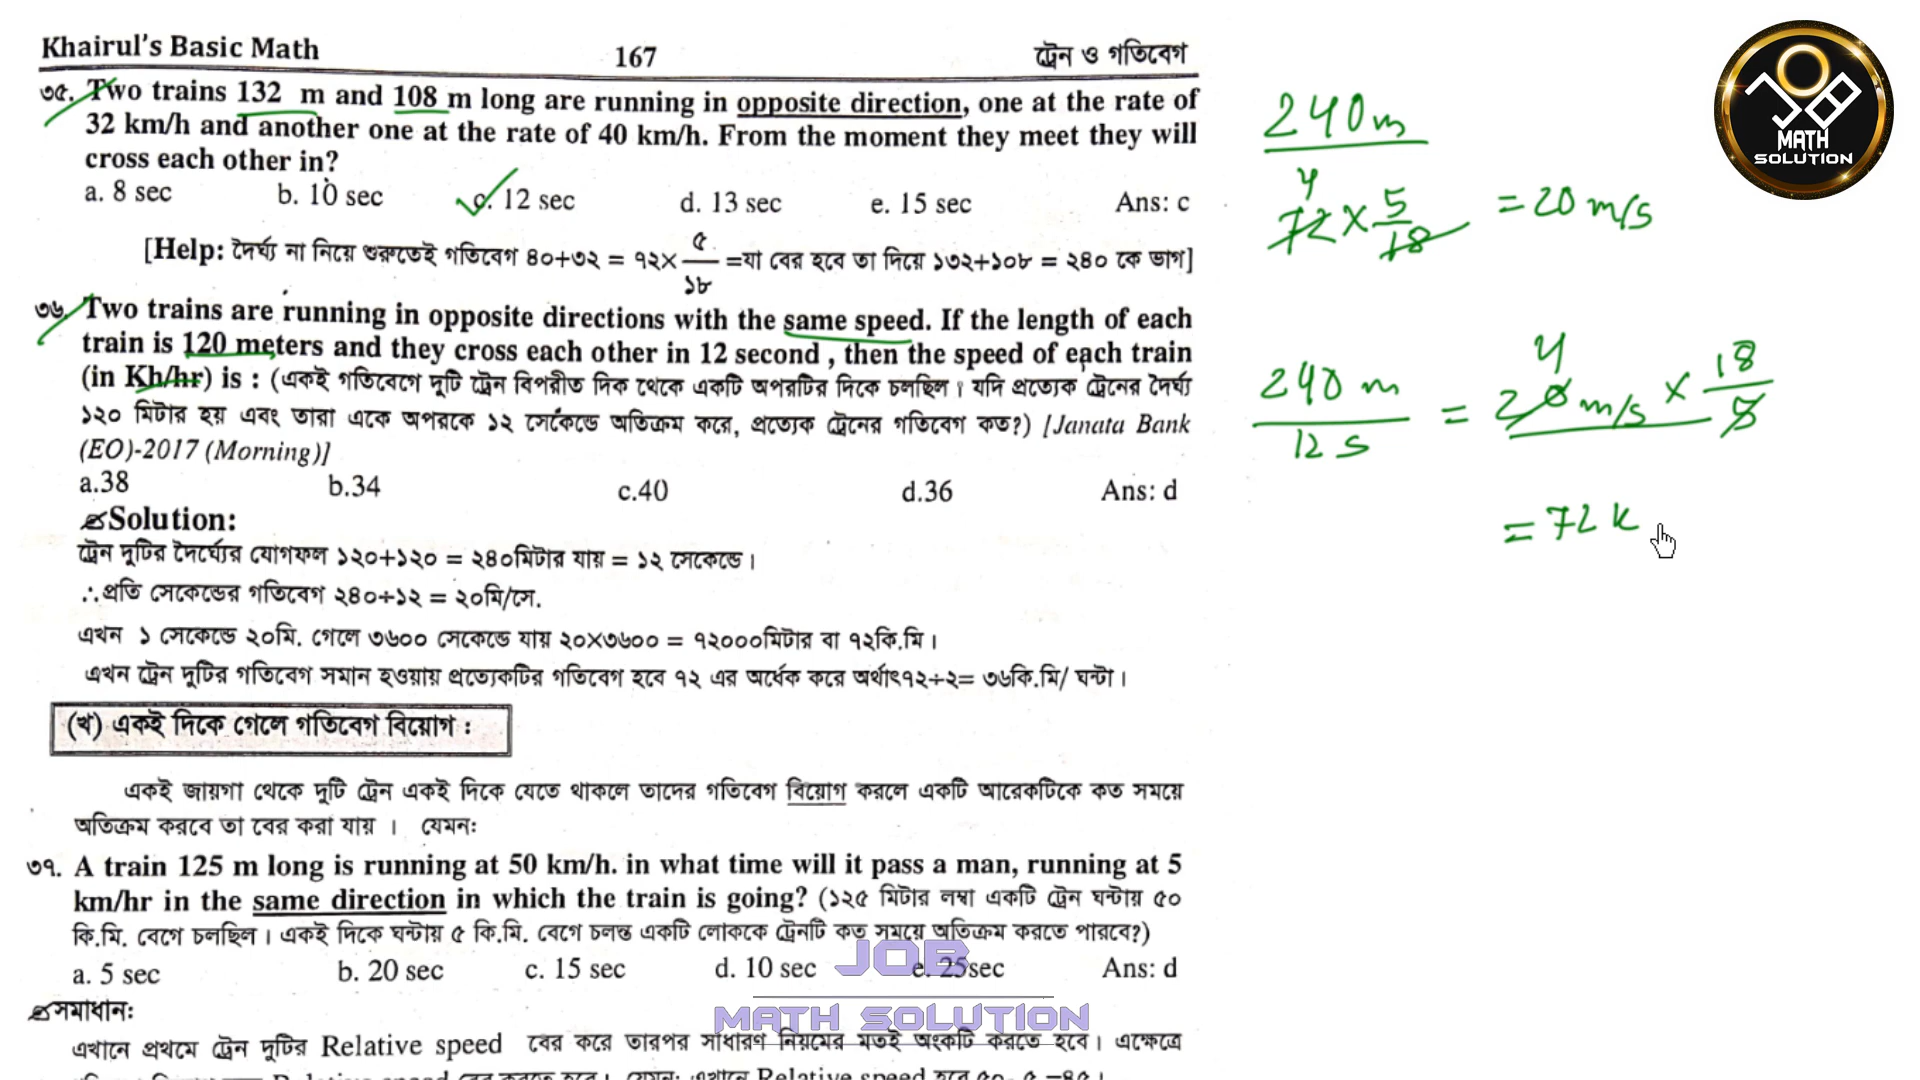 Khairul's Basic Math 167 ট্রেন ও গতিবেগ
৩৫. Two trains 132 m and 108 m long are running in opposite direction, one at the rate of
32 km/h and another one at the rate of 40 km/h. From the moment they meet they will
cross each other in?
a. 8 sec b. 10 sec c. 12 sec d. 13 sec e. 15 sec Ans: c
[Help: দৈর্ঘ্য না নিয়ে শুরুতেই গতিবেগ ৪০+৩২ = ৭২× ৫/১৮ =যা বের হবে তা দিয়ে ১৩২+১০৮ = ২৪০ কে ভাগ]
৩৬. Two trains are running in opposite directions with the same speed. If the length of each
train is 120 meters and they cross each other in 12 second , then the speed of each train
(in Kh/hr) is : (একই গতিবেগে দুটি ট্রেন বিপরীত দিক থেকে একটি অপরটির দিকে চলছিল। যদি প্রত্যেক ট্রেনের দৈর্ঘ্য
১২০ মিটার হয় এবং তারা একে অপরকে ১২ সেকেন্ডে অতিক্রম করে, প্রত্যেক ট্রেনের গতিবেগ কত?) [Janata Bank
(EO)-2017 (Morning)]
a.38 b.34 c.40 d.36 Ans: d
Solution:
ট্রেন দুটির দৈর্ঘ্যের যোগফল ১২০+১২০ = ২৪০মিটার যায় = ১২ সেকেন্ডে।
∴প্রতি সেকেন্ডের গতিবেগ ২৪০÷১২ = ২০মি/সে.
এখন ১ সেকেন্ডে ২০মি. গেলে ৩৬০০ সেকেন্ডে যায় ২০×৩৬০০ = ৭২০০০মিটার বা ৭২কি.মি।
এখন ট্রেন দুটির গতিবেগ সমান হওয়ায় প্রত্যেকটির গতিবেগ হবে ৭২ এর অর্ধেক করে অর্থাৎ৭২÷২= ৩৬কি.মি/ ঘন্টা।
(খ) একই দিকে গেলে গতিবেগ বিয়োগ :
একই জায়গা থেকে দুটি ট্রেন একই দিকে যেতে থাকলে তাদের গতিবেগ বিয়োগ করলে একটি আরেকটিকে কত সময়ে
অতিক্রম করবে তা বের করা যায় । যেমনঃ
৩৭. A train 125 m long is running at 50 km/h. in what time will it pass a man, running at 5
km/hr in the same direction in which the train is going? (১২৫ মিটার লম্বা একটি ট্রেন ঘন্টায় ৫০
কি.মি. বেগে চলছিল। একই দিকে ঘন্টায় ৫ কি.মি. বেগে চলন্ত একটি লোককে ট্রেনটি কত সময়ে অতিক্রম করতে পারবে?)
a. 5 sec b. 20 sec c. 15 sec d. 10 sec e. 25sec Ans: d
সমাধানঃ
এখানে প্রথমে ট্রেন দুটির Relative speed বের করে তারপর সাধারণ নিয়মের মতই অংকটি করতে হবে। এক্ষেত্রে
240m
4
72 × 5/18 = 20 m/s
240 m / 12 s = 20 m/s × 18/5
4
= 72 k
JOB
MATH
SOLUTION
JOB
MATH SOLUTION